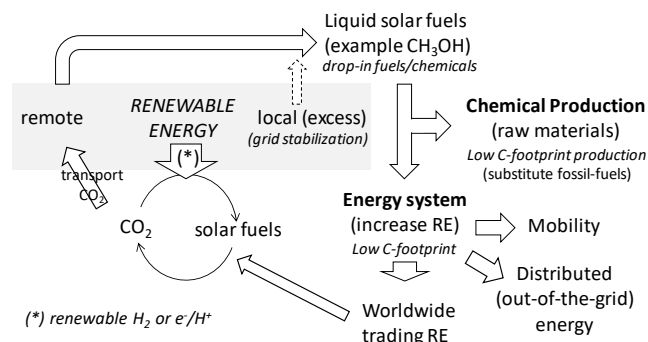 Liquid solar fuels
(example CH₃OH)
drop-in fuels/chemicals
remote
RENEWABLE
ENERGY
(*)
local (excess)
(grid stabilization)
Chemical Production
(raw materials)
Low C-footprint production
(substitute fossil-fuels)
transport
CO₂
CO₂
solar fuels
Energy system
(increase RE)
Low C-footprint
Mobility
Distributed
(out-of-the-grid)
energy
Worldwide
trading RE
(*) renewable H₂ or e⁻/H⁺